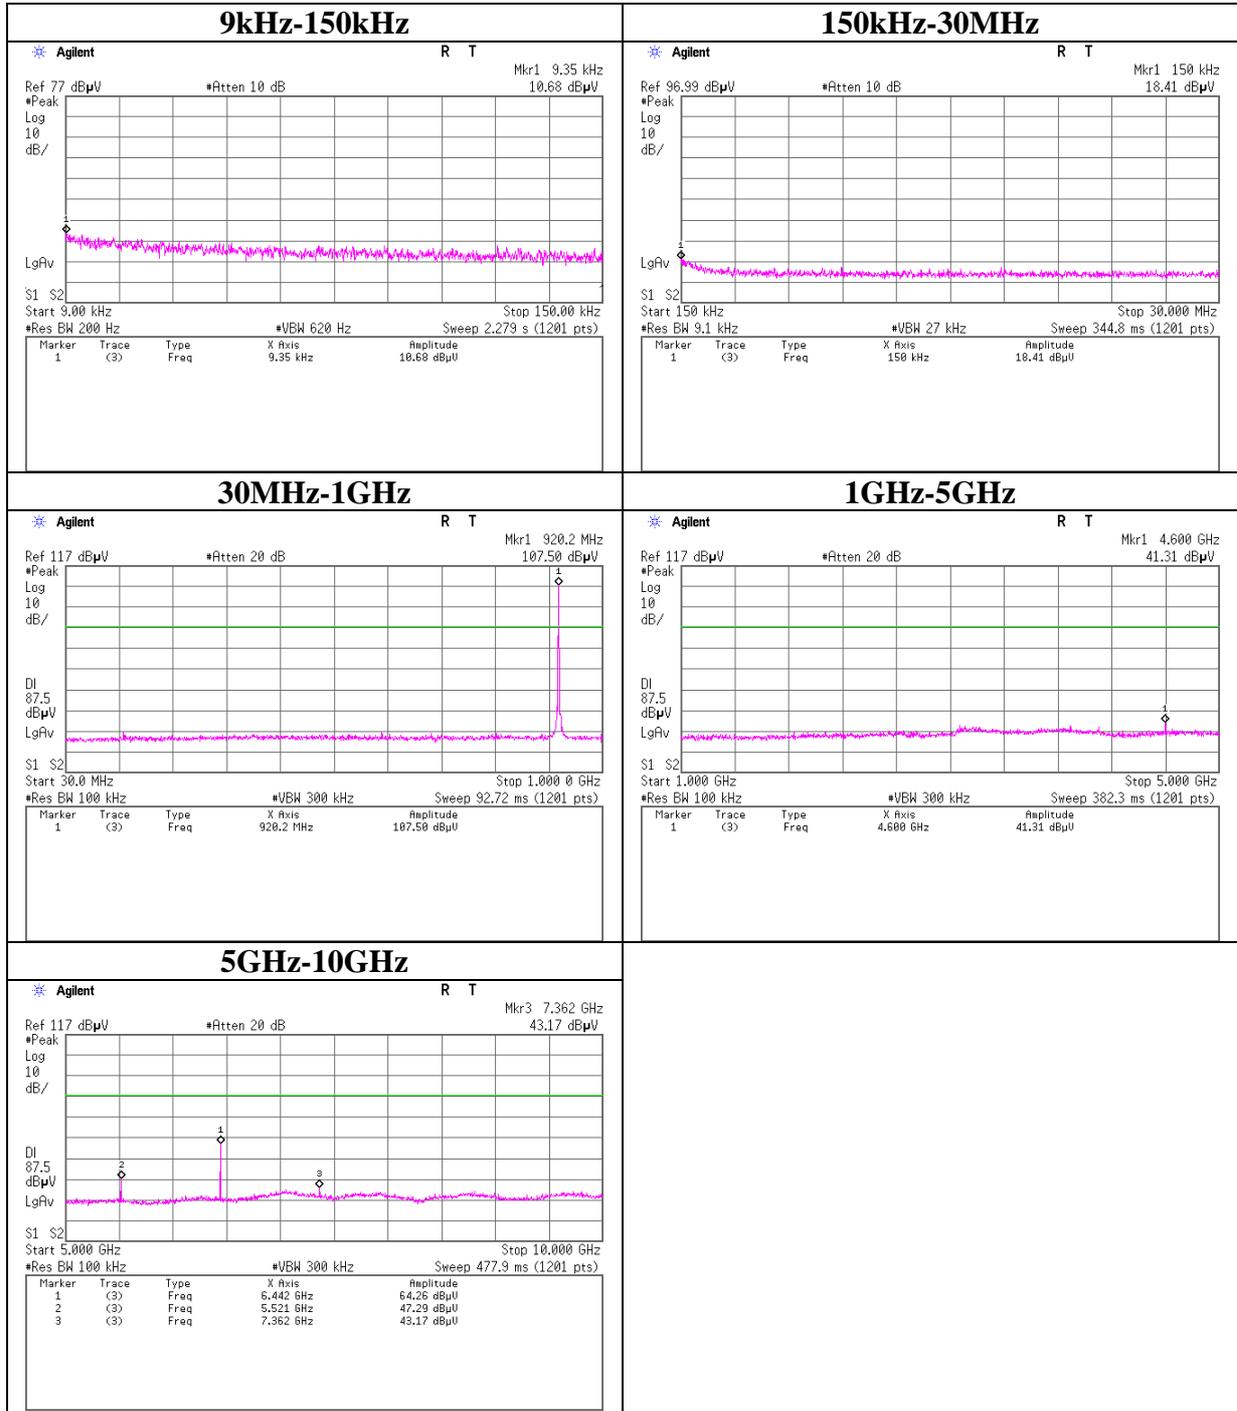 9kHz-150kHz
Agilent R T
Mkr1 9.35 kHz
Ref 77 dBµV #Atten 10 dB 10.68 dBµV
#Peak
Log
10
dB/
1
LgAv
S1 S2
Start 9.00 kHz Stop 150.00 kHz
#Res BW 200 Hz #VBW 620 Hz Sweep 2.279 s (1201 pts)
Marker Trace Type X Axis Amplitude
1 (3) Freq 9.35 kHz 10.68 dBµV
150kHz-30MHz
Agilent R T
Mkr1 150 kHz
Ref 96.99 dBµV #Atten 10 dB 18.41 dBµV
#Peak
Log
10
dB/
1
LgAv
S1 S2
Start 150 kHz Stop 30.000 MHz
#Res BW 9.1 kHz #VBW 27 kHz Sweep 344.8 ms (1201 pts)
Marker Trace Type X Axis Amplitude
1 (3) Freq 150 kHz 18.41 dBµV
30MHz-1GHz
Agilent R T
Mkr1 920.2 MHz
Ref 117 dBµV #Atten 20 dB 107.50 dBµV
#Peak
Log
10
dB/
1
DI
87.5
dBµV
LgAv
S1 S2
Start 30.0 MHz Stop 1.000 0 GHz
#Res BW 100 kHz #VBW 300 kHz Sweep 92.72 ms (1201 pts)
Marker Trace Type X Axis Amplitude
1 (3) Freq 920.2 MHz 107.50 dBµV
1GHz-5GHz
Agilent R T
Mkr1 4.600 GHz
Ref 117 dBµV #Atten 20 dB 41.31 dBµV
#Peak
Log
10
dB/
DI
87.5
dBµV
1
LgAv
S1 S2
Start 1.000 GHz Stop 5.000 GHz
#Res BW 100 kHz #VBW 300 kHz Sweep 382.3 ms (1201 pts)
Marker Trace Type X Axis Amplitude
1 (3) Freq 4.600 GHz 41.31 dBµV
5GHz-10GHz
Agilent R T
Mkr3 7.362 GHz
Ref 117 dBµV #Atten 20 dB 43.17 dBµV
#Peak
Log
10
dB/
1
DI
87.5
2 3
dBµV
LgAv
S1 S2
Start 5.000 GHz Stop 10.000 GHz
#Res BW 100 kHz #VBW 300 kHz Sweep 477.9 ms (1201 pts)
Marker Trace Type X Axis Amplitude
1 (3) Freq 6.442 GHz 64.26 dBµV
2 (3) Freq 5.521 GHz 47.29 dBµV
3 (3) Freq 7.362 GHz 43.17 dBµV